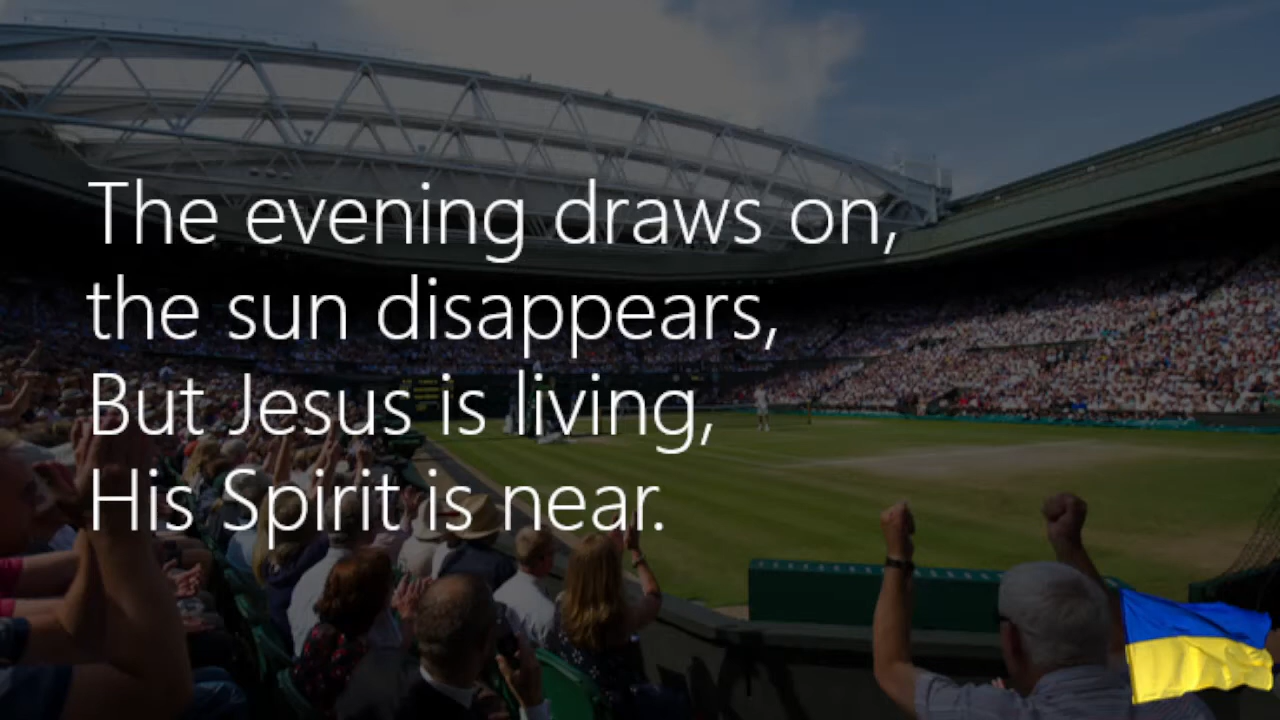 The evening draws on,
the sun disappears,
But Jesus is living,
His Spirit is near.